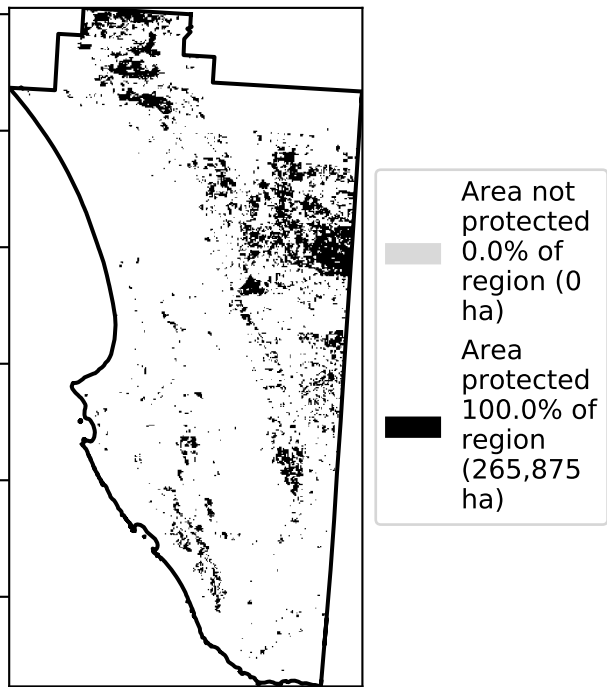 Area not
protected
0.0% of
region (0
ha)
Area
protected
100.0% of
region
(265,875
ha)